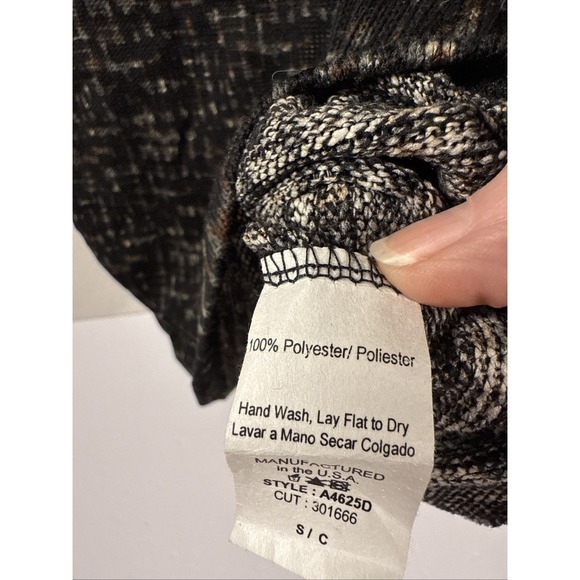 100% Polyester/ Poliester
Hand Wash, Lay Flat to Dry
Lavar a Mano Secar Colgado
MANUFACTURED
in the U.S.A.
STYLE : A4625D
CUT : 301666
S / C